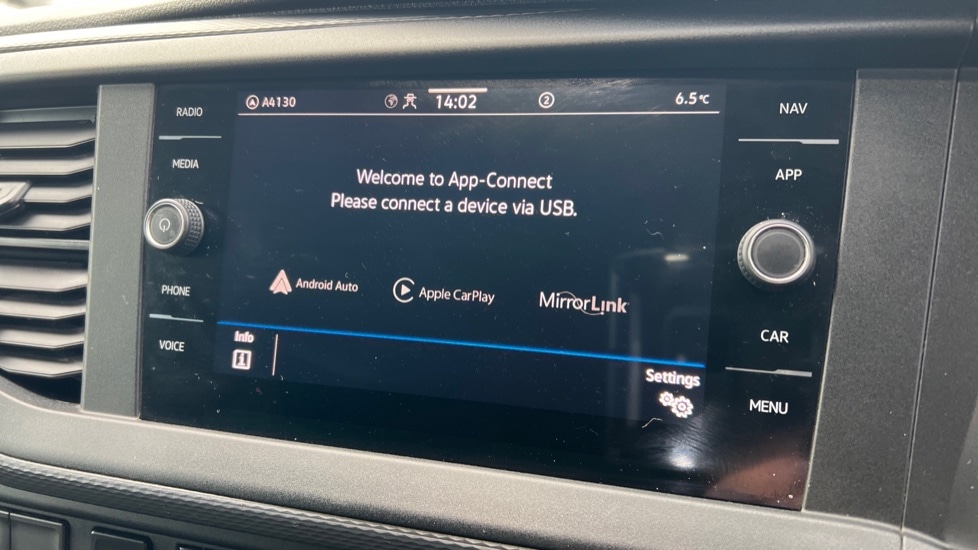 RADIO
MEDIA
PHONE
VOICE
A4130
14:02
2
6.5°C
Welcome to App-Connect
Please connect a device via USB.
Android Auto
Apple CarPlay
MirrorLink
Info
i
Settings
NAV
APP
CAR
MENU